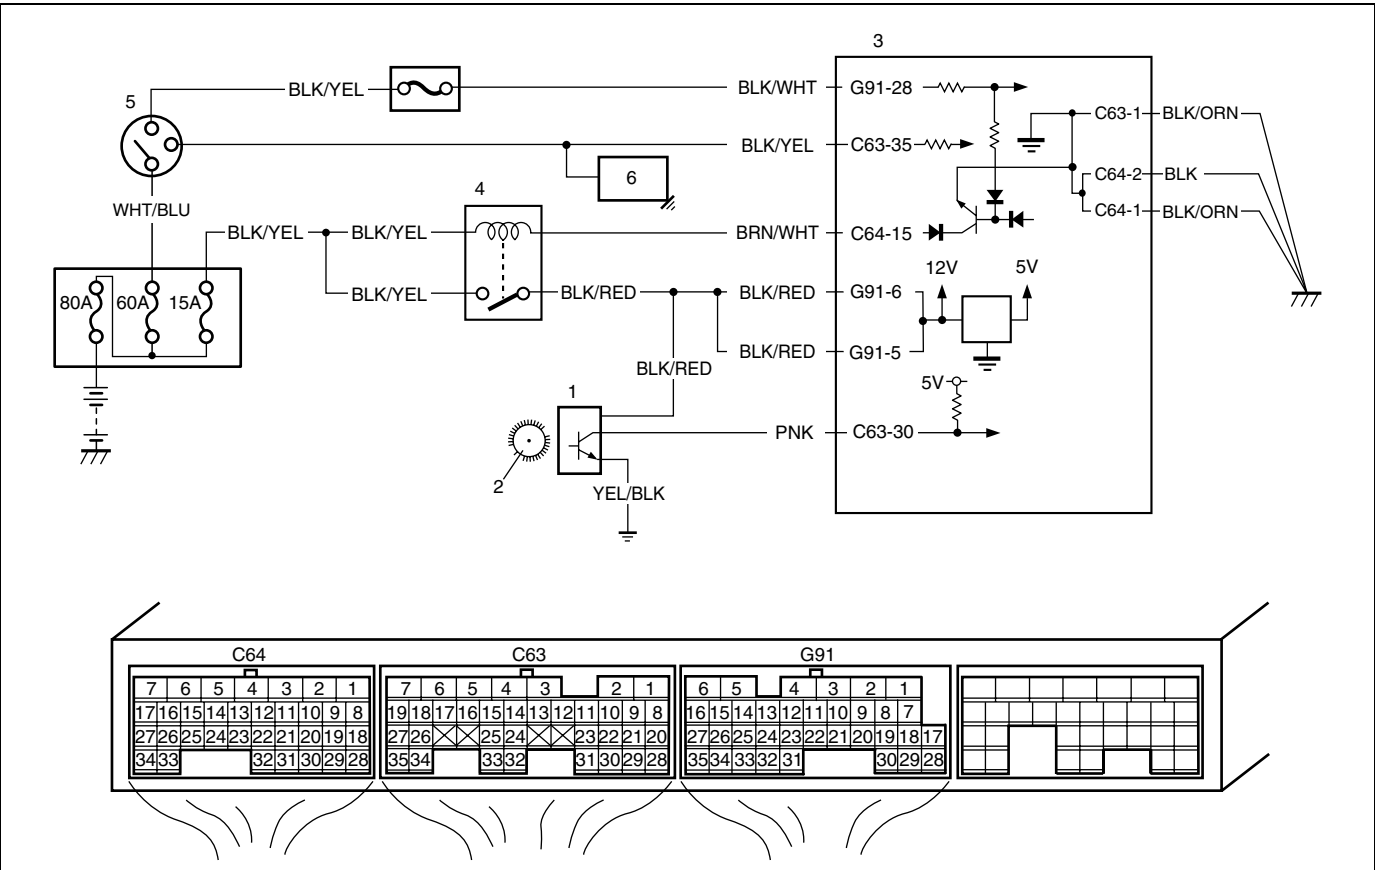 3
BLK/YEL
BLK/WHT
G91-28
5
C63-1
BLK/ORN
BLK/YEL
C63-35
6
4
C64-2
BLK
WHT/BLU
C64-1
BLK/ORN
BLK/YEL
BLK/YEL
BRN/WHT
C64-15
12V
5V
80A
60A
15A
BLK/YEL
BLK/RED
BLK/RED
G91-6
BLK/RED
G91-5
BLK/RED
5V
1
PNK
C63-30
2
YEL/BLK
C64
C63
G91
7 6 5 4 3 2 1
17 16 15 14 13 12 11 10 9 8
27 26 25 24 23 22 21 20 19 18
34 33 32 31 30 29 28
7 6 5 4 3 2 1
19 18 17 16 15 14 13 12 11 10 9 8
27 26 25 24 23 22 21 20
35 34 33 32 31 30 29 28
6 5 4 3 2 1
16 15 14 13 12 11 10 9 8 7
27 26 25 24 23 22 21 20 19 18 17
35 34 33 32 31 30 29 28